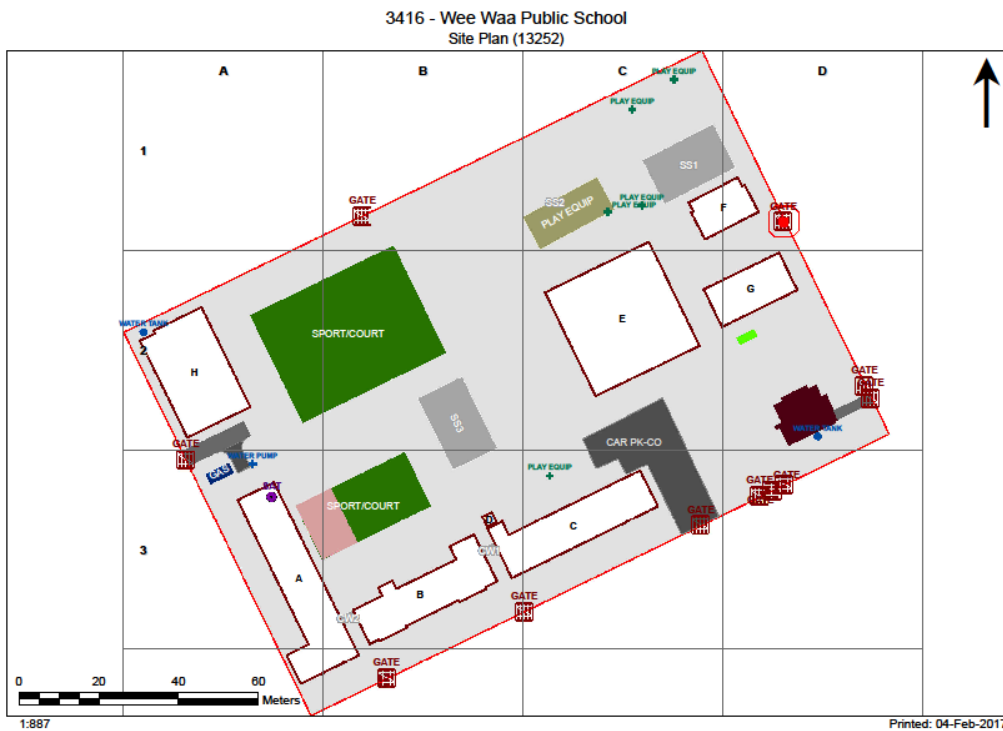 3416 - Wee Waa Public School
Site Plan (13252)
A
B
C
D
PLAY EQUIP
PLAY EQUIP
1
SS1
PLAY EQUIP
SS2
PLAY EQUIP
PLAY EQUIP
GATE
F
GATE
G
E
WATER TANK
SPORT/COURT
2
H
GATE
GATE
SS3
CAR PK-CO
WATER TANK
GATE
WATER PUMP
GAS
PLAY EQUIP
GATE
GATE
SPORT/COURT
GATE
D
C
CW1
3
A
B
GATE
CW2
GATE
0
20
40
60
Meters
1:887
Printed: 04-Feb-2017